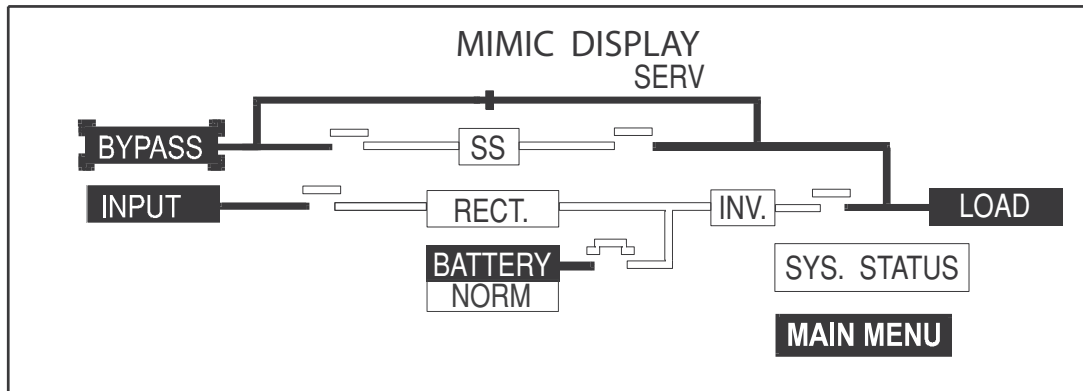 MIMIC DISPLAY
SERV
BYPASS
SS
INPUT
RECT.
INV.
LOAD
BATTERY
NORM
SYS. STATUS
MAIN MENU